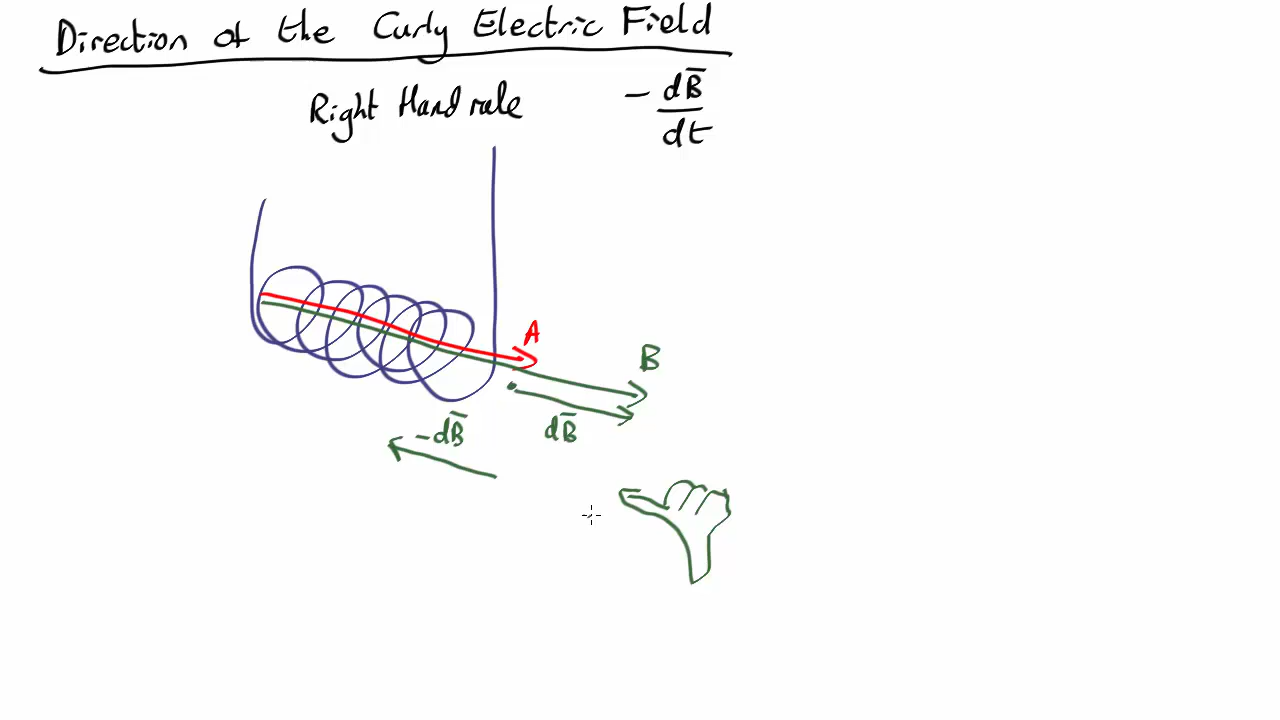 Direction of the Curly Electric Field
Right Hand rule
- dB̅/dt
A
B
-dB̅
dB̅